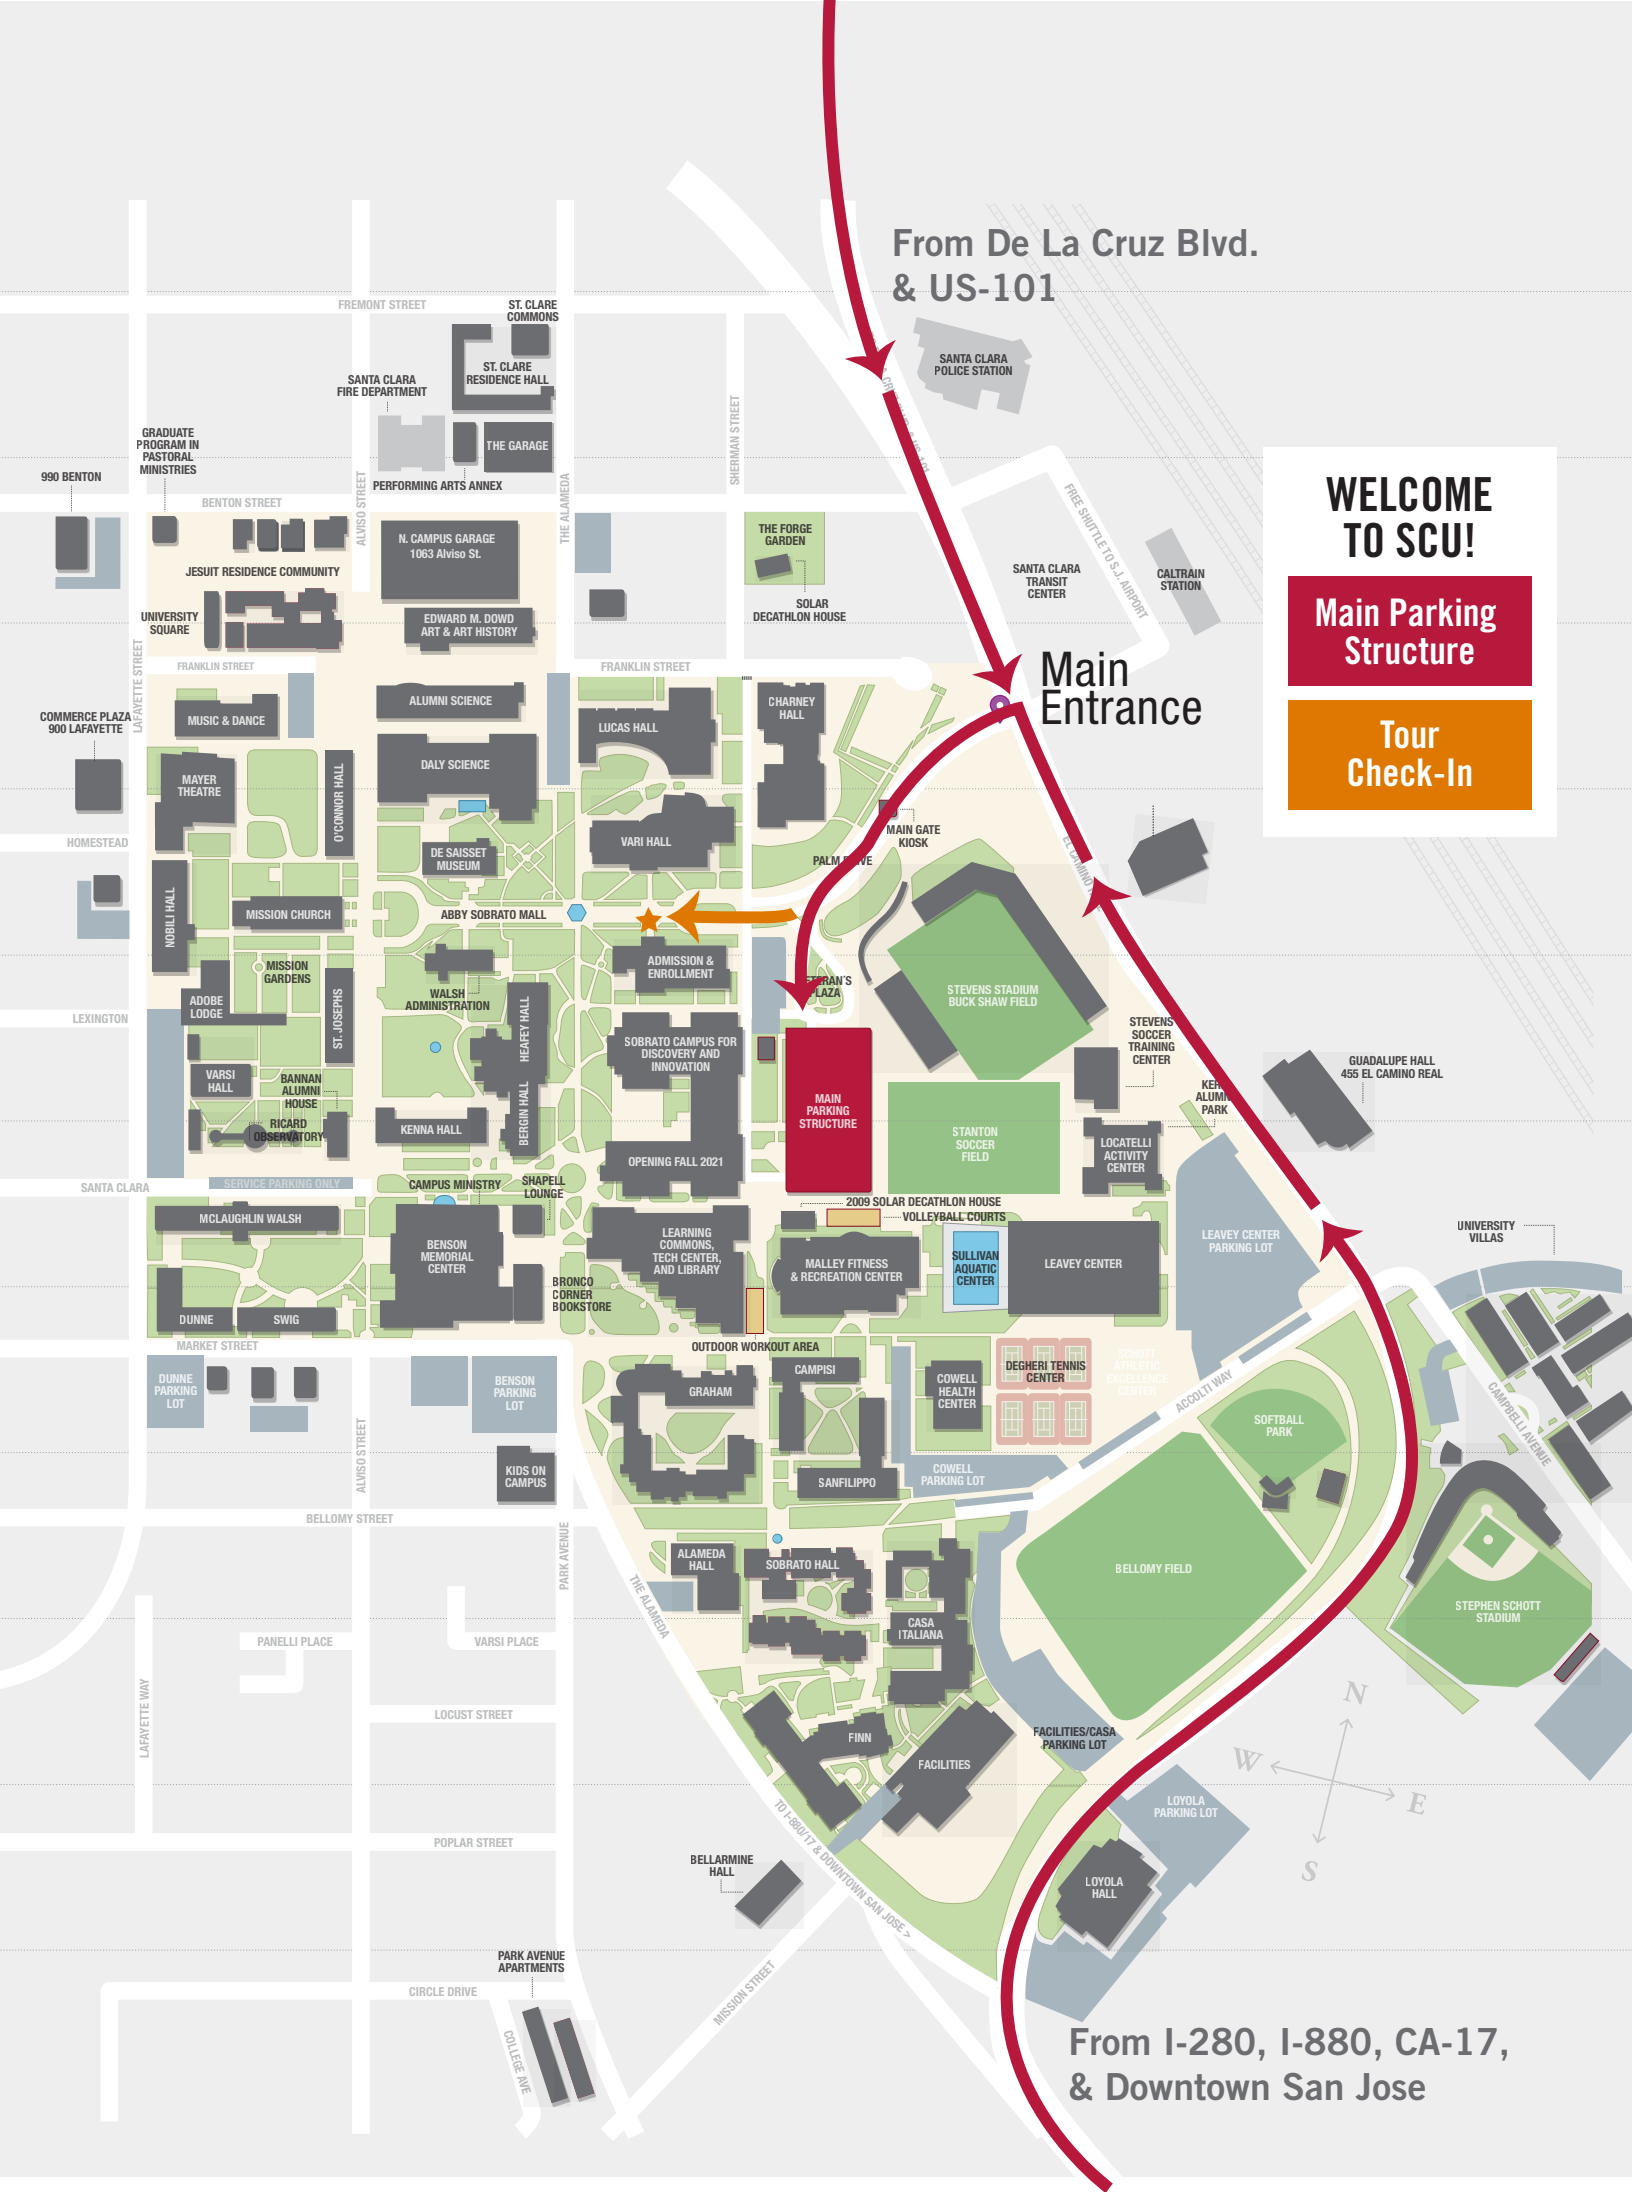 From De La Cruz Blvd.
& US-101
FREMONT STREET
ST. CLARE
COMMONS
SANTA CLARA
POLICE STATION
ST. CLARE
RESIDENCE HALL
SANTA CLARA
FIRE DEPARTMENT
SHERMAN STREET
GRADUATE
PROGRAM IN
PASTORAL
MINISTRIES
THE GARAGE
990 BENTON
PERFORMING ARTS ANNEX
BENTON STREET
ALVISO STREET
THE ALAMEDA
FREE SHUTTLE TO S.J. AIRPORT
WELCOME
TO SCU!
Main Parking
Structure
Tour
Check-In
N. CAMPUS GARAGE
1063 Alviso St.
THE FORGE
GARDEN
JESUIT RESIDENCE COMMUNITY
SANTA CLARA
TRANSIT
CENTER
CALTRAIN
STATION
UNIVERSITY
SQUARE
EDWARD M. DOWD
ART & ART HISTORY
SOLAR
DECATHLON HOUSE
LAFAYETTE STREET
FRANKLIN STREET
FRANKLIN STREET
Main
Entrance
ALUMNI SCIENCE
CHARNEY
HALL
COMMERCE PLAZA
900 LAFAYETTE
MUSIC & DANCE
LUCAS HALL
DALY SCIENCE
MAYER
THEATRE
O'CONNOR HALL
HOMESTEAD
VARI HALL
MAIN GATE
KIOSK
DE SAISSET
MUSEUM
PALM DRIVE
NOBILI HALL
MISSION CHURCH
ABBY SOBRATO MALL
MISSION
GARDENS
ADMISSION &
ENROLLMENT
WALSH
ADMINISTRATION
PLAZA
STEVENS STADIUM
BUCK SHAW FIELD
ADOBE
LODGE
ST. JOSEPHS
HEAFEY HALL
LEXINGTON
STEVENS
SOCCER
TRAINING
CENTER
SOBRATO CAMPUS FOR
DISCOVERY AND
INNOVATION
GUADALUPE HALL
455 EL CAMINO REAL
VARSI
HALL
BANNAN
ALUMNI
HOUSE
BERGIN HALL
MAIN
PARKING
STRUCTURE
PARK
RICARD
OBSERVATORY
KENNA HALL
STANTON
SOCCER
FIELD
LOCATELLI
ACTIVITY
CENTER
OPENING FALL 2021
SANTA CLARA
SERVICE PARKING ONLY
CAMPUS MINISTRY
SHAPELL
LOUNGE
2009 SOLAR DECATHLON HOUSE
VOLLEYBALL COURTS
MCLAUGHLIN WALSH
BENSON
MEMORIAL
CENTER
LEARNING
COMMONS,
TECH CENTER,
AND LIBRARY
MALLEY FITNESS
& RECREATION CENTER
SULLIVAN
AQUATIC
CENTER
LEAVEY CENTER
LEAVEY CENTER
PARKING LOT
UNIVERSITY
VILLAS
BRONCO
CORNER
BOOKSTORE
DUNNE
SWIG
MARKET STREET
OUTDOOR WORKOUT AREA
DUNNE
PARKING
LOT
BENSON
PARKING
LOT
GRAHAM
CAMPISI
COWELL
HEALTH
CENTER
DEGHERI TENNIS
CENTER
SCHOTT
ATHLETIC
EXCELLENCE
CENTER
ACCOLTI WAY
CAMPBELL AVENUE
SOFTBALL
PARK
ALVISO STREET
KIDS ON
CAMPUS
SANFILIPPO
COWELL
PARKING LOT
BELLOMY STREET
PARK AVENUE
THE ALAMEDA
ALAMEDA
HALL
SOBRATO HALL
BELLOMY FIELD
CASA
ITALIANA
STEPHEN SCHOTT
STADIUM
PANELLI PLACE
VARSI PLACE
LAFAYETTE WAY
LOCUST STREET
FINN
FACILITIES
FACILITIES/CASA
PARKING LOT
N
W
E
S
LOYOLA
PARKING LOT
POPLAR STREET
TO I-880/17 & DOWNTOWN SAN JOSE >
BELLARMINE
HALL
LOYOLA
HALL
PARK AVENUE
APARTMENTS
CIRCLE DRIVE
COLLEGE AVE
MISSION STREET
From I-280, I-880, CA-17,
& Downtown San Jose